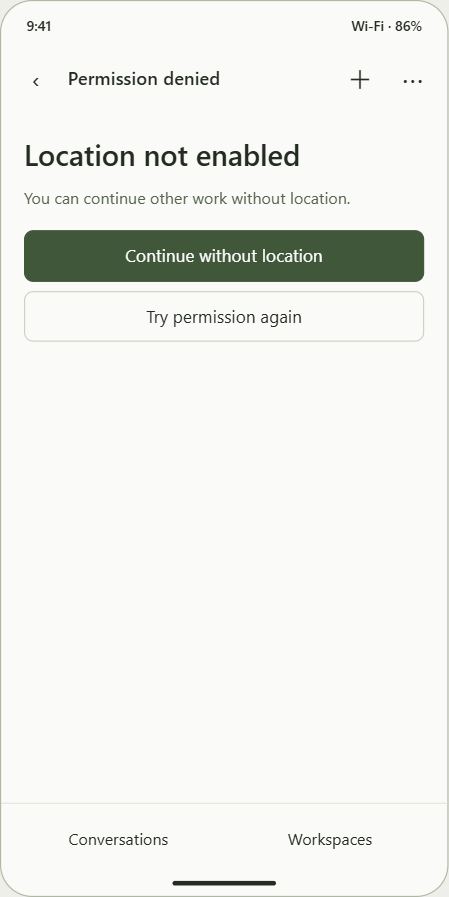 9:41 Wi-Fi · 86%
‹ Permission denied + ...
Location not enabled
You can continue other work without location.
Continue without location
Try permission again
Conversations Workspaces